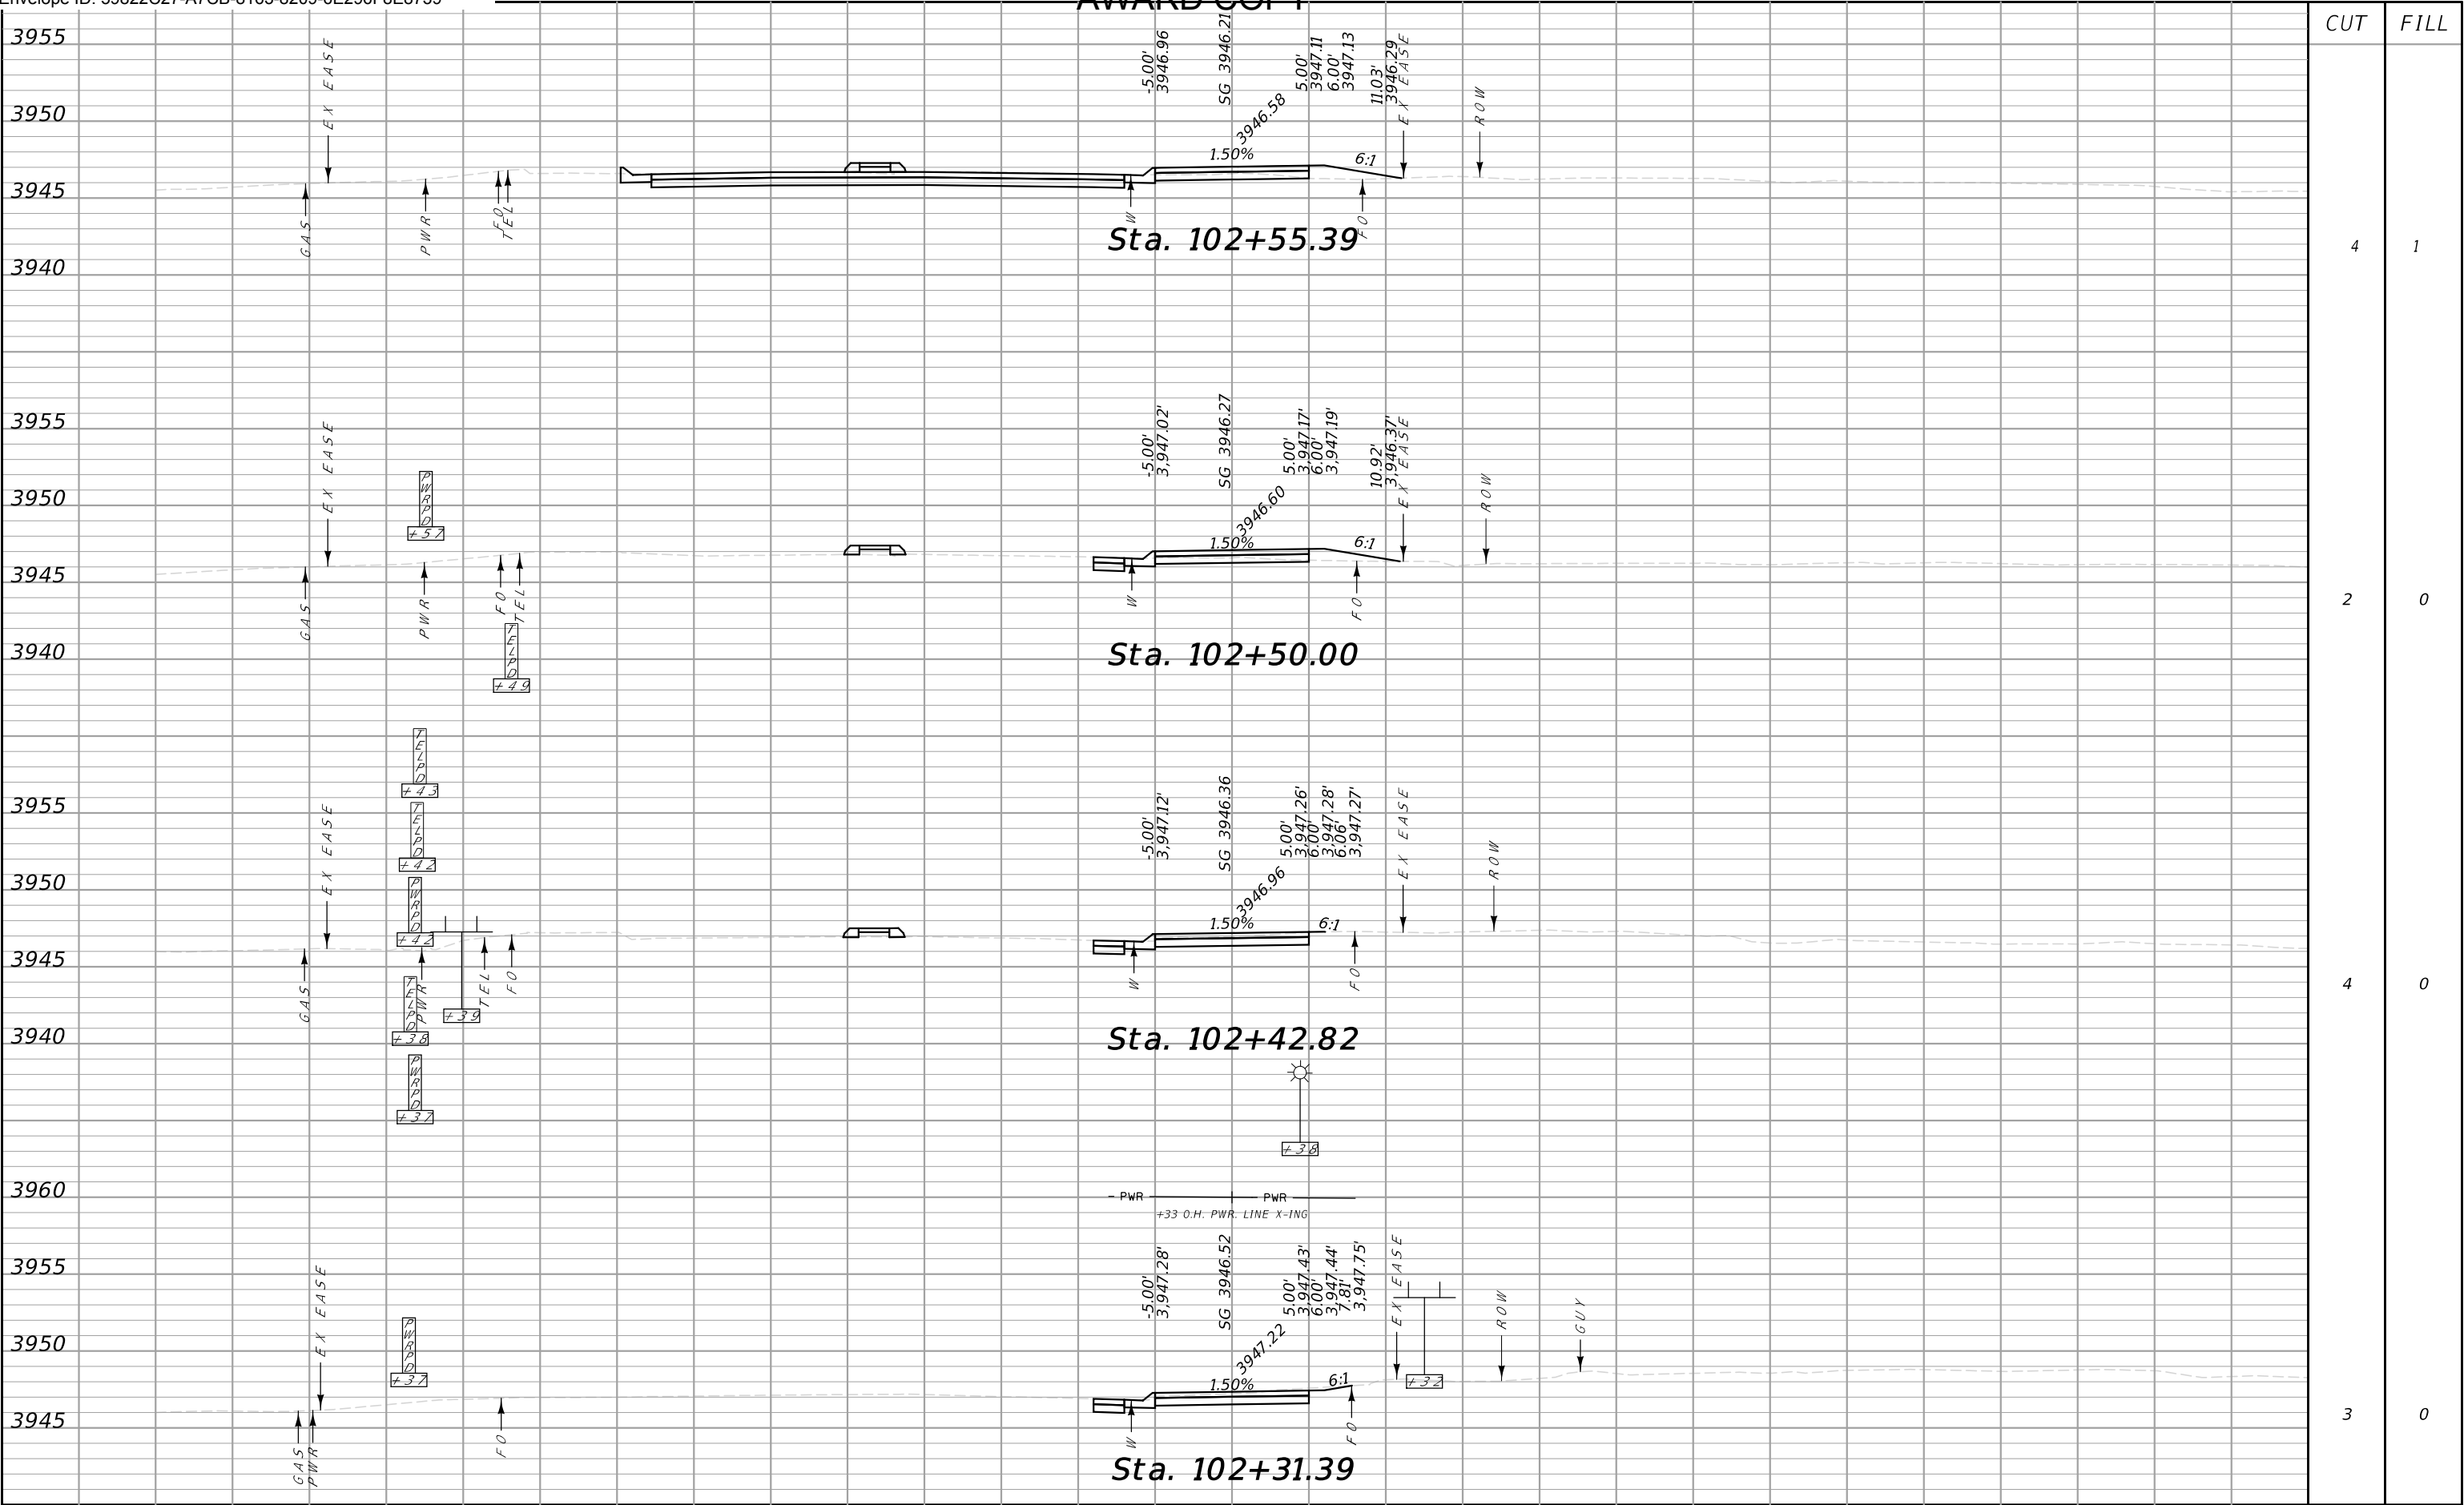 AWARD COPY
CUT FILL
3955
EX EASE
-5.00'
3946.96
SG 3946.21
5.00'
3947.11
6.00'
3947.13
11.03'
3946.29
EX EASE
ROW
3950
3946.58
1.50%
6:1
3945
GAS
PWR
FO
TEL
W
FO
Sta. 102+55.39
4 1
3940
3955
EX EASE
-5.00'
3,947.02'
SG 3946.27
5.00'
3,947.17'
6.00'
3,947.19'
10.92'
3,946.37'
EX EASE
ROW
PWRPD
+57
3950
3946.60
1.50%
6:1
3945
GAS
PWR
FO
TEL
W
FO
2 0
TELPD
+49
3940
Sta. 102+50.00
TELPD
+43
3955
EX EASE
TELPD
+42
-5.00'
3,947.12'
SG 3946.36
5.00'
3,947.26'
6.00'
3,947.28'
6.06'
3,947.27'
EX EASE
ROW
3950
PWRPD
+42
3946.96
1.50%
6:1
3945
GAS
TELPD
+38
PWR
+39
TEL
FO
W
FO
4 0
3940
Sta. 102+42.82
PWRPD
+37
+38
3960
PWR PWR
+33 O.H. PWR. LINE X-ING
3955
EX EASE
-5.00'
3,947.28'
SG 3946.52
5.00'
3,947.43'
6.00'
3,947.44'
7.81'
3,947.75'
EX EASE
ROW
GUY
3950
PWRPD
+37
3947.22
1.50%
6:1
+32
3945
GAS
PWR
FO
W
FO
3 0
Sta. 102+31.39